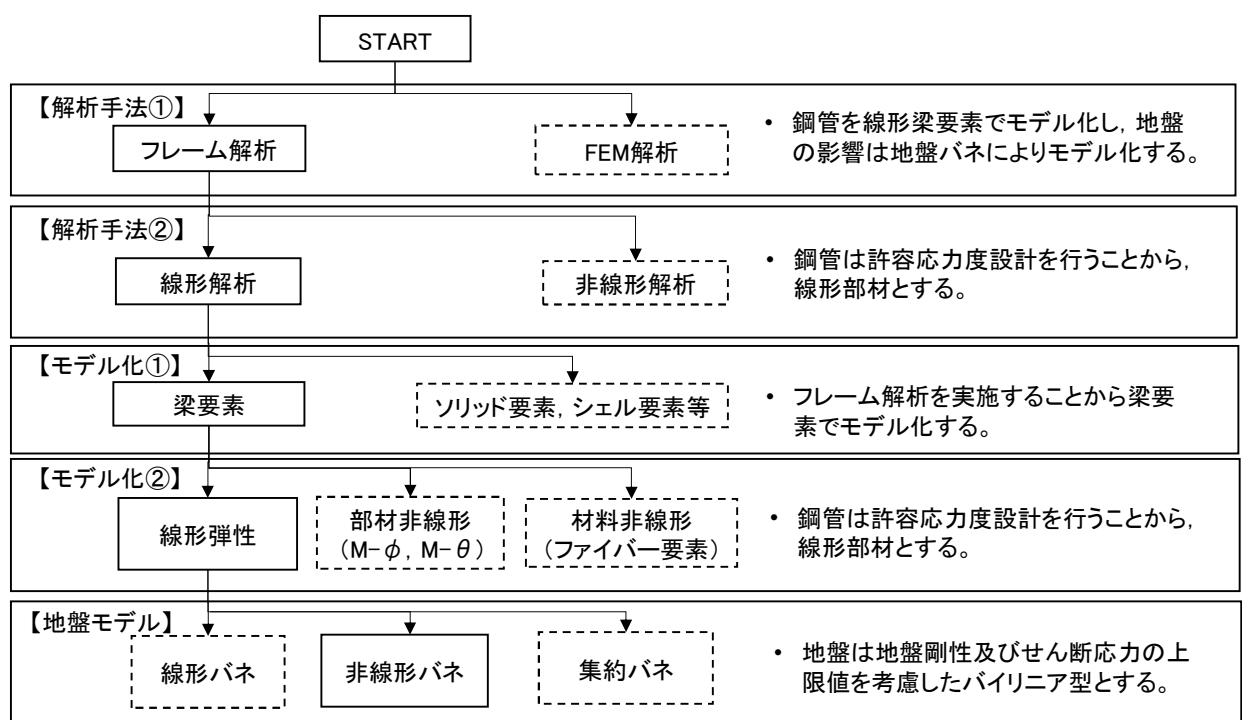 START
【解析手法①】
フレーム解析
FEM解析
・ 鋼管を線形梁要素でモデル化し，地盤
の影響は地盤バネによりモデル化する。
【解析手法②】
線形解析
非線形解析
・ 鋼管は許容応力度設計を行うことから，
線形部材とする。
【モデル化①】
梁要素
ソリッド要素，シェル要素等
・ フレーム解析を実施することから梁要
素でモデル化する。
【モデル化②】
線形弾性
部材非線形
（M-φ，M-θ）
材料非線形
（ファイバー要素）
・ 鋼管は許容応力度設計を行うことから，
線形部材とする。
【地盤モデル】
線形バネ
非線形バネ
集約バネ
・ 地盤は地盤剛性及びせん断応力の上
限値を考慮したバイリニア型とする。